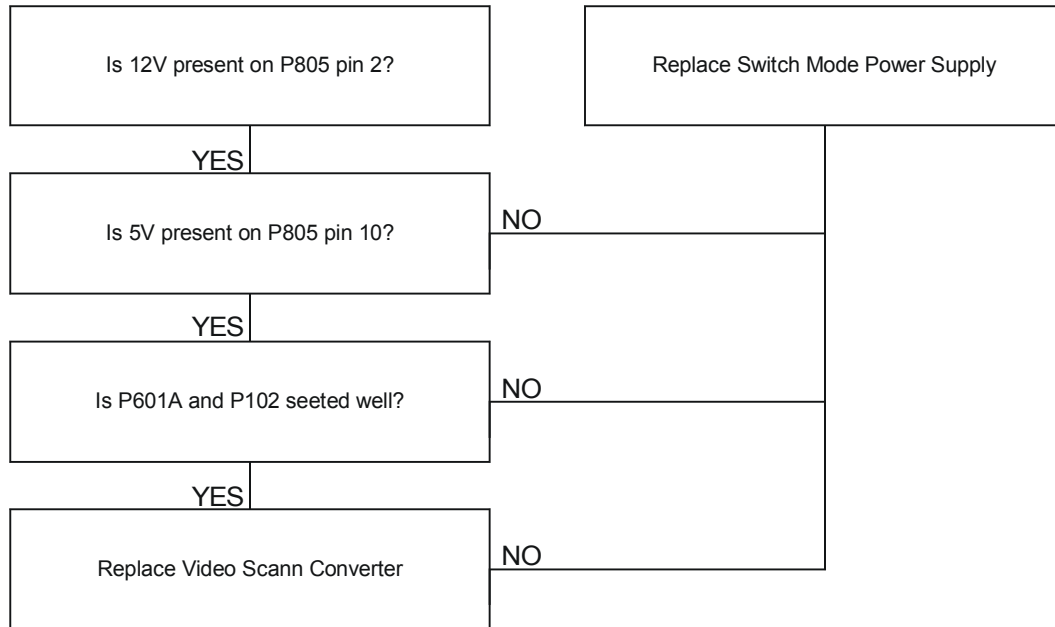 Is 12V present on P805 pin 2?
Replace Switch Mode Power Supply
YES
Is 5V present on P805 pin 10?
NO
YES
Is P601A and P102 seeted well?
NO
YES
Replace Video Scann Converter
NO